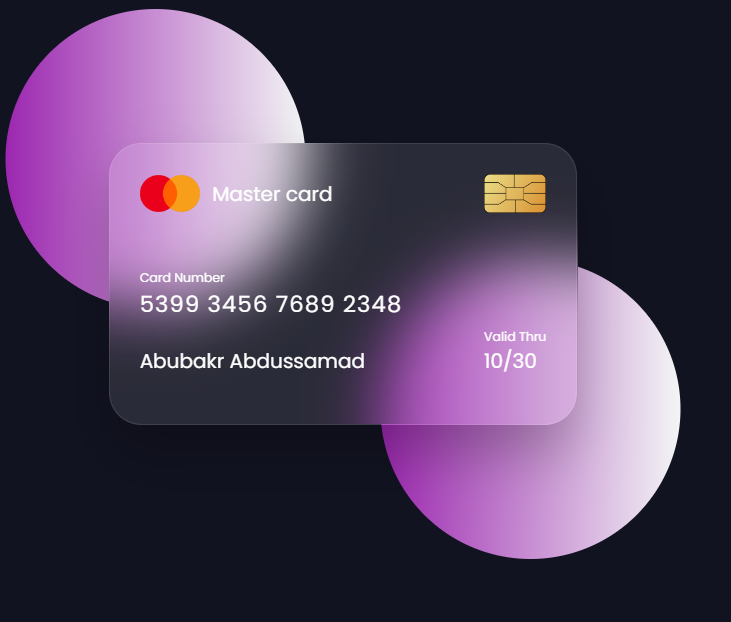 Master card
Card Number
5399 3456 7689 2348
Valid Thru
Abubakr Abdussamad
10/30